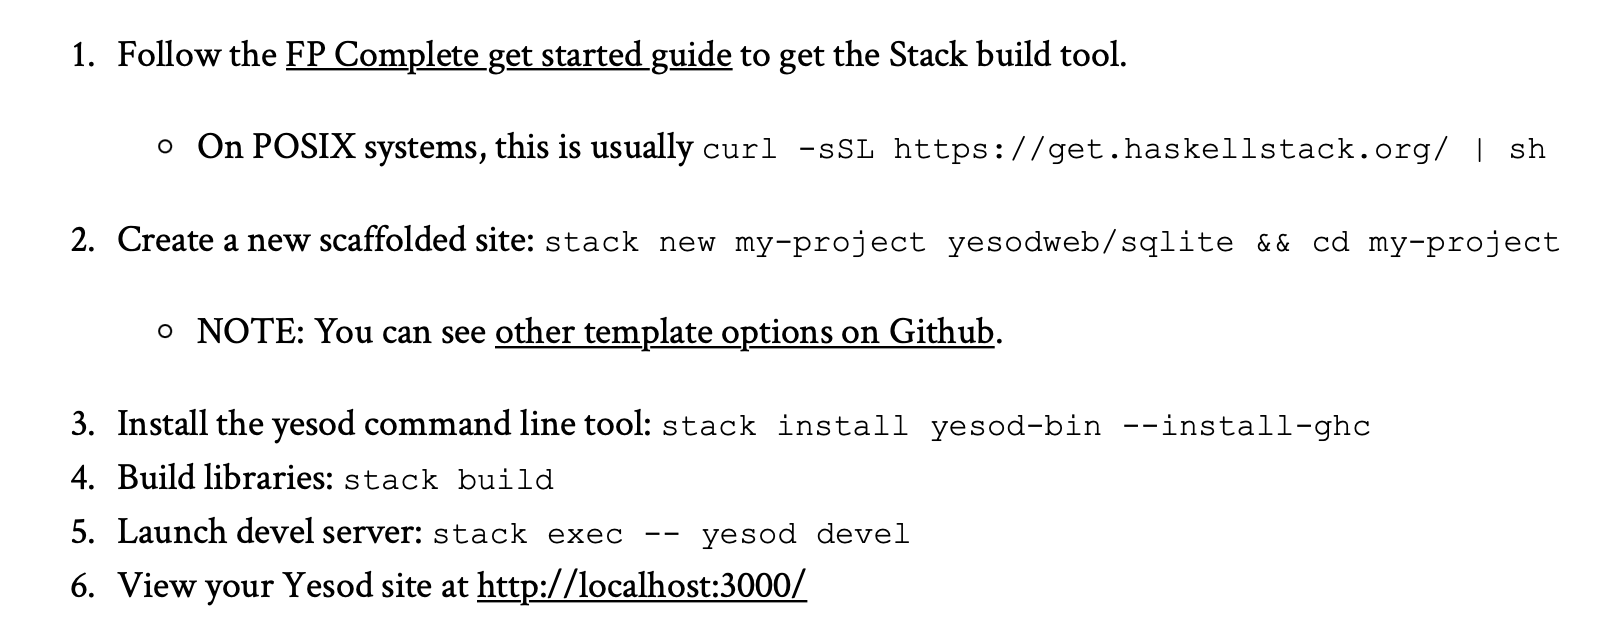 1. Follow the FP Complete get started guide to get the Stack build tool.
○ On POSIX systems, this is usually curl -sSL https://get.haskellstack.org/ | sh
2. Create a new scaffolded site: stack new my-project yesodweb/sqlite && cd my-project
○ NOTE: You can see other template options on Github.
3. Install the yesod command line tool: stack install yesod-bin --install-ghc
4. Build libraries: stack build
5. Launch devel server: stack exec -- yesod devel
6. View your Yesod site at http://localhost:3000/